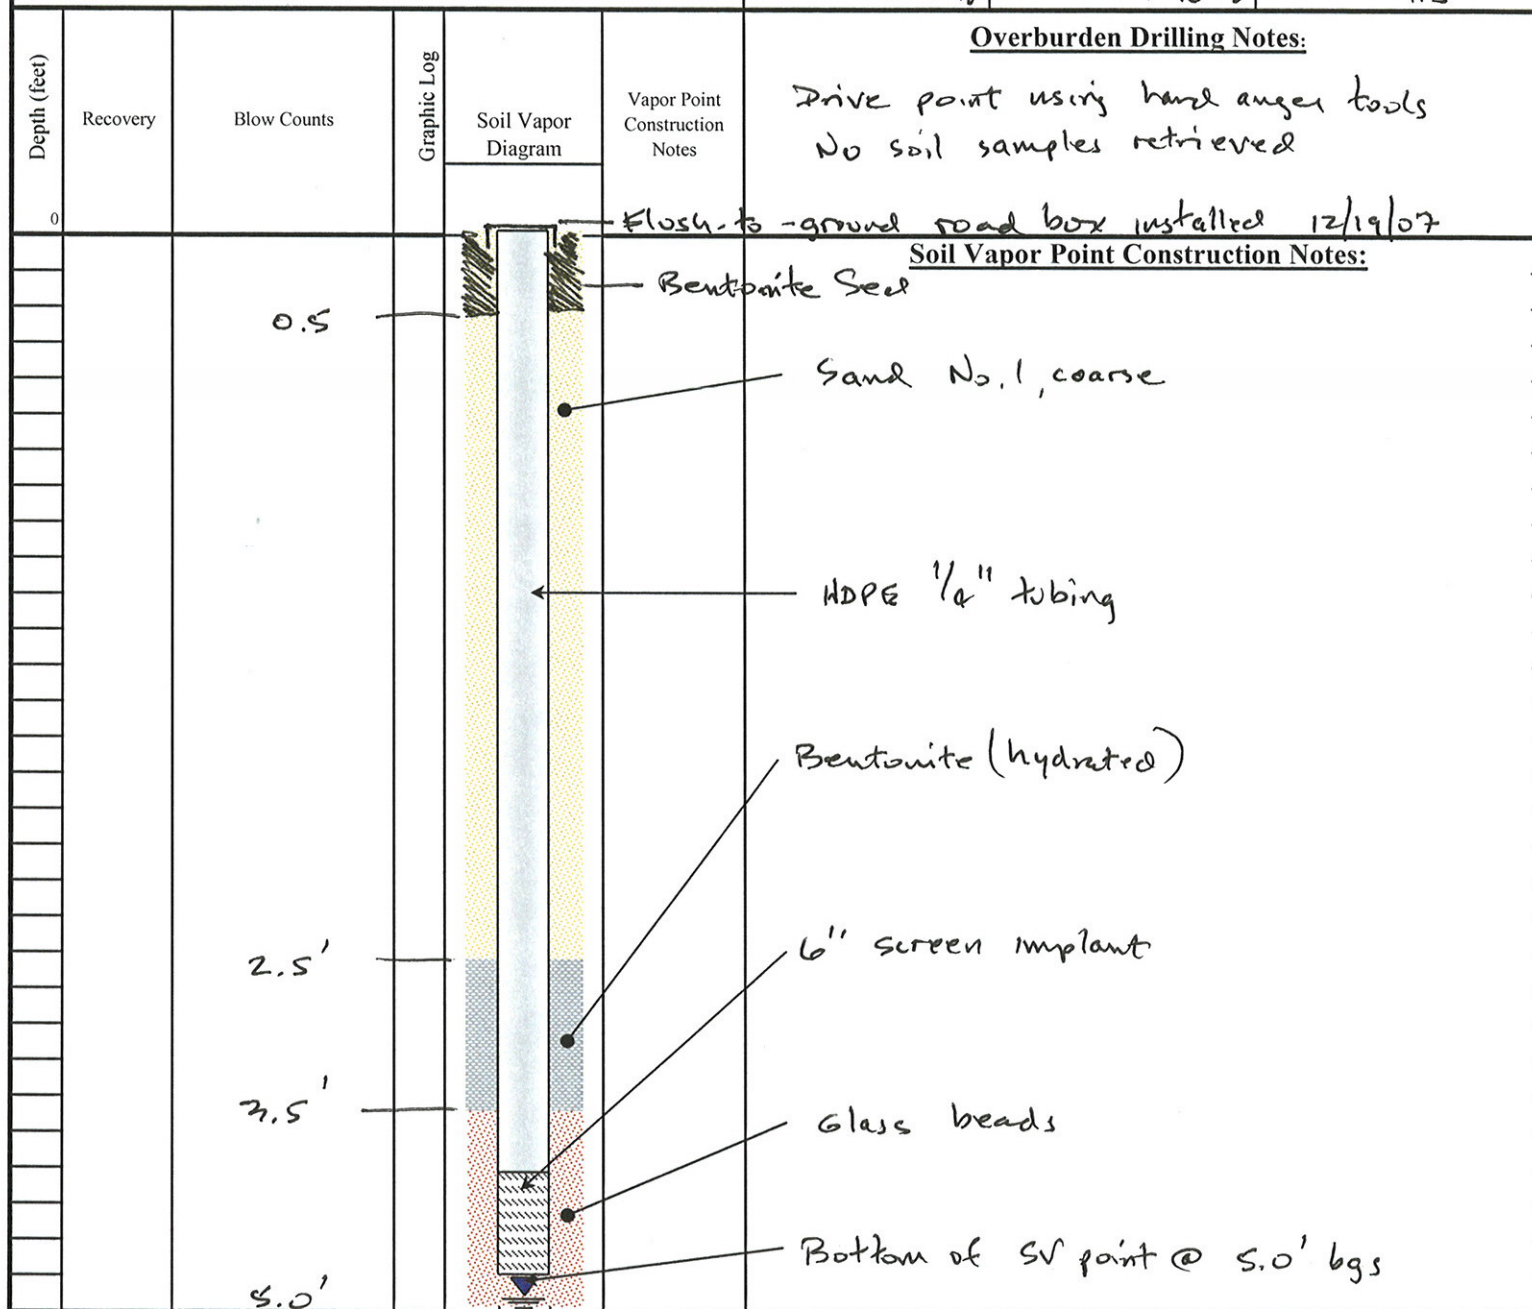 Overburden Drilling Notes:
Depth (feet)
Recovery
Blow Counts
Graphic Log
Soil Vapor
Diagram
Vapor Point
Construction
Notes
Drive point using hand auger tools
No soil samples retrieved
0
Flush-to-ground road box installed 12/19/07
Soil Vapor Point Construction Notes:
Bentonite Seal
0.5
Sand No. 1, coarse
HDPE 1/4" tubing
Bentonite (hydrated)
6" screen implant
2.5'
3.5'
Glass beads
Bottom of SV point @ 5.0' bgs
5.0'